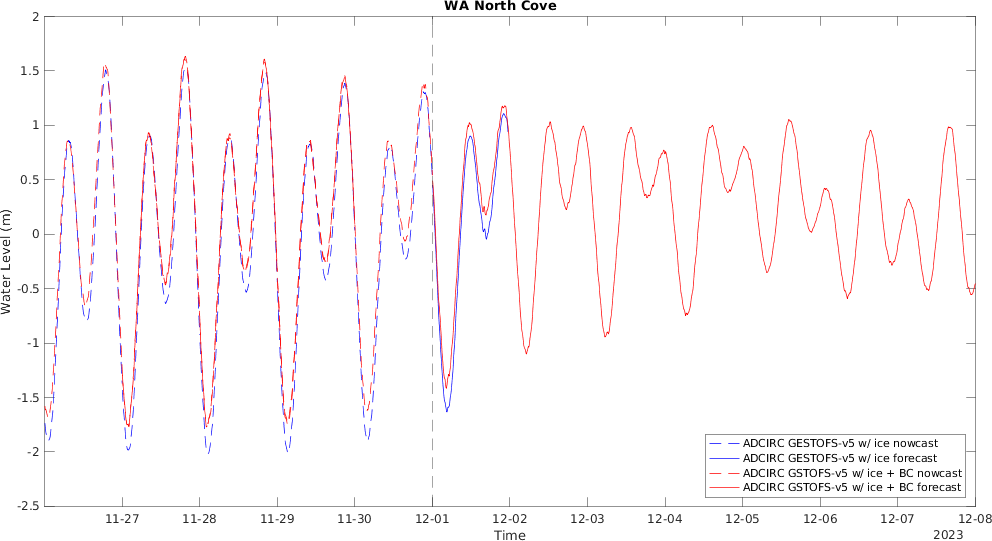 WA North Cove
2
1.5
1
0.5
0
-0.5
-1
-1.5
-2
-2.5
Water Level (m)
ADCIRC GESTOFS-v5 w/ ice nowcast
ADCIRC GESTOFS-v5 w/ ice forecast
ADCIRC GSTOFS-v5 w/ ice + BC nowcast
ADCIRC GSTOFS-v5 w/ ice + BC forecast
11-27 11-28 11-29 11-30 12-01 12-02 12-03 12-04 12-05 12-06 12-07 12-08
Time
2023